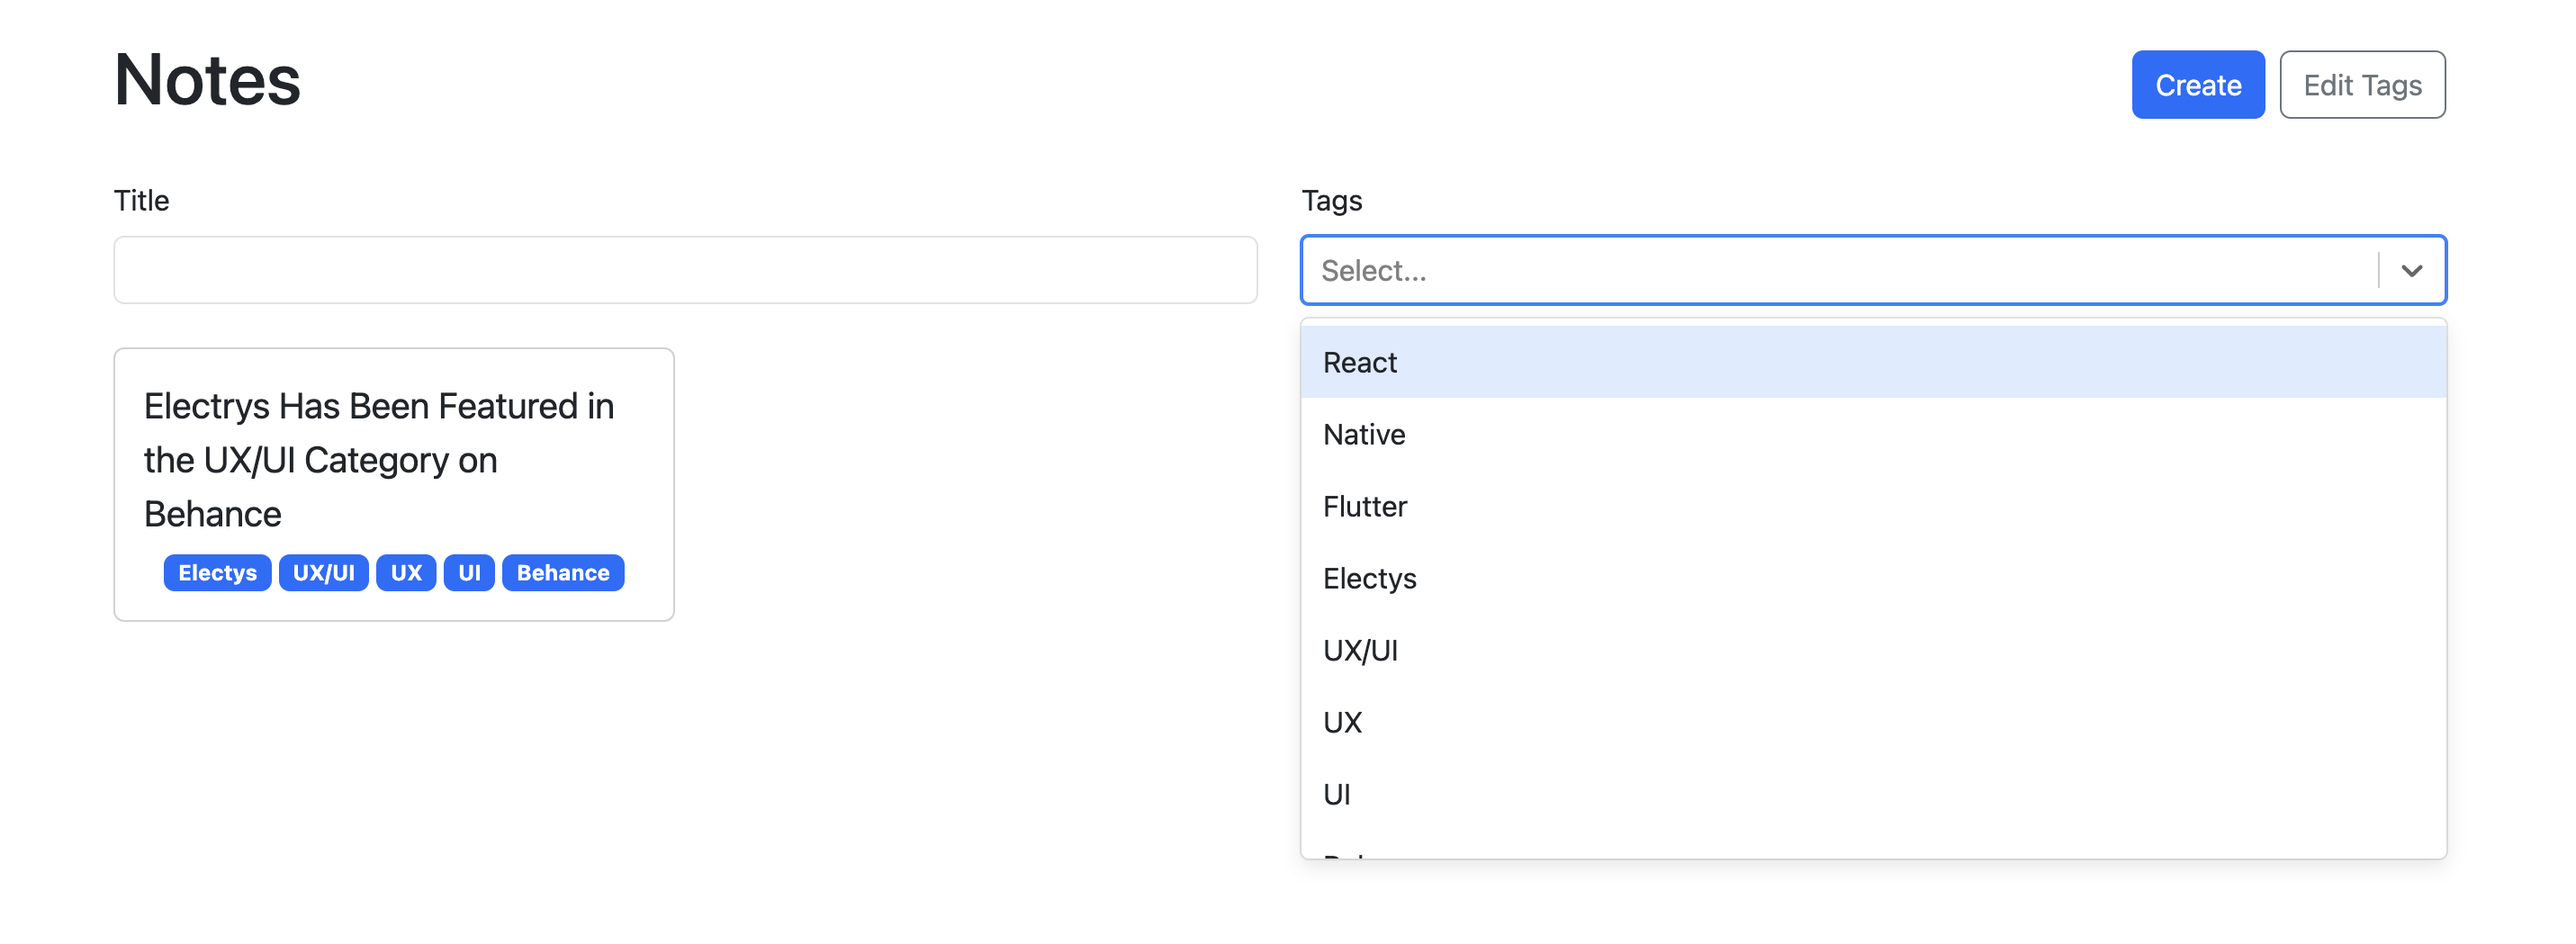 Notes
Create
Edit Tags
Title
Tags
Select...
React
Native
Flutter
Electys
UX/UI
UX
UI
Electrys Has Been Featured in
the UX/UI Category on
Behance
Electys UX/UI UX UI Behance